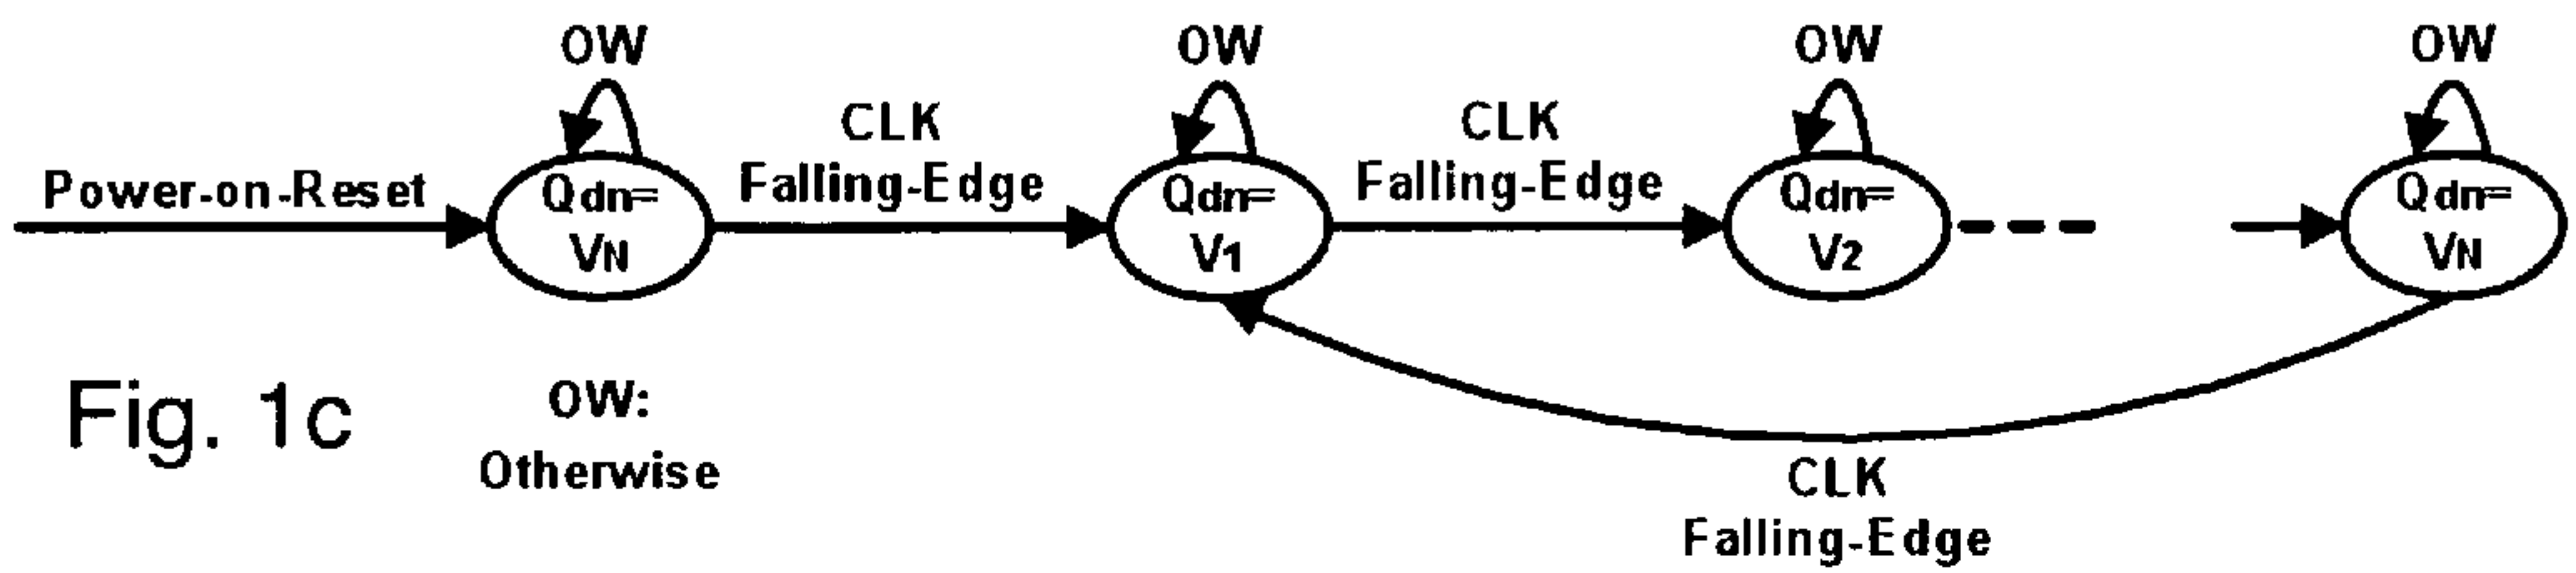 OW OW OW OW
CLK CLK
Power-on-Reset Qdn= Falling-Edge Qdn= Falling-Edge Qdn= Qdn=
VN V1 V2 VN
Fig. 1c
OW:
Otherwise
CLK
Falling-Edge